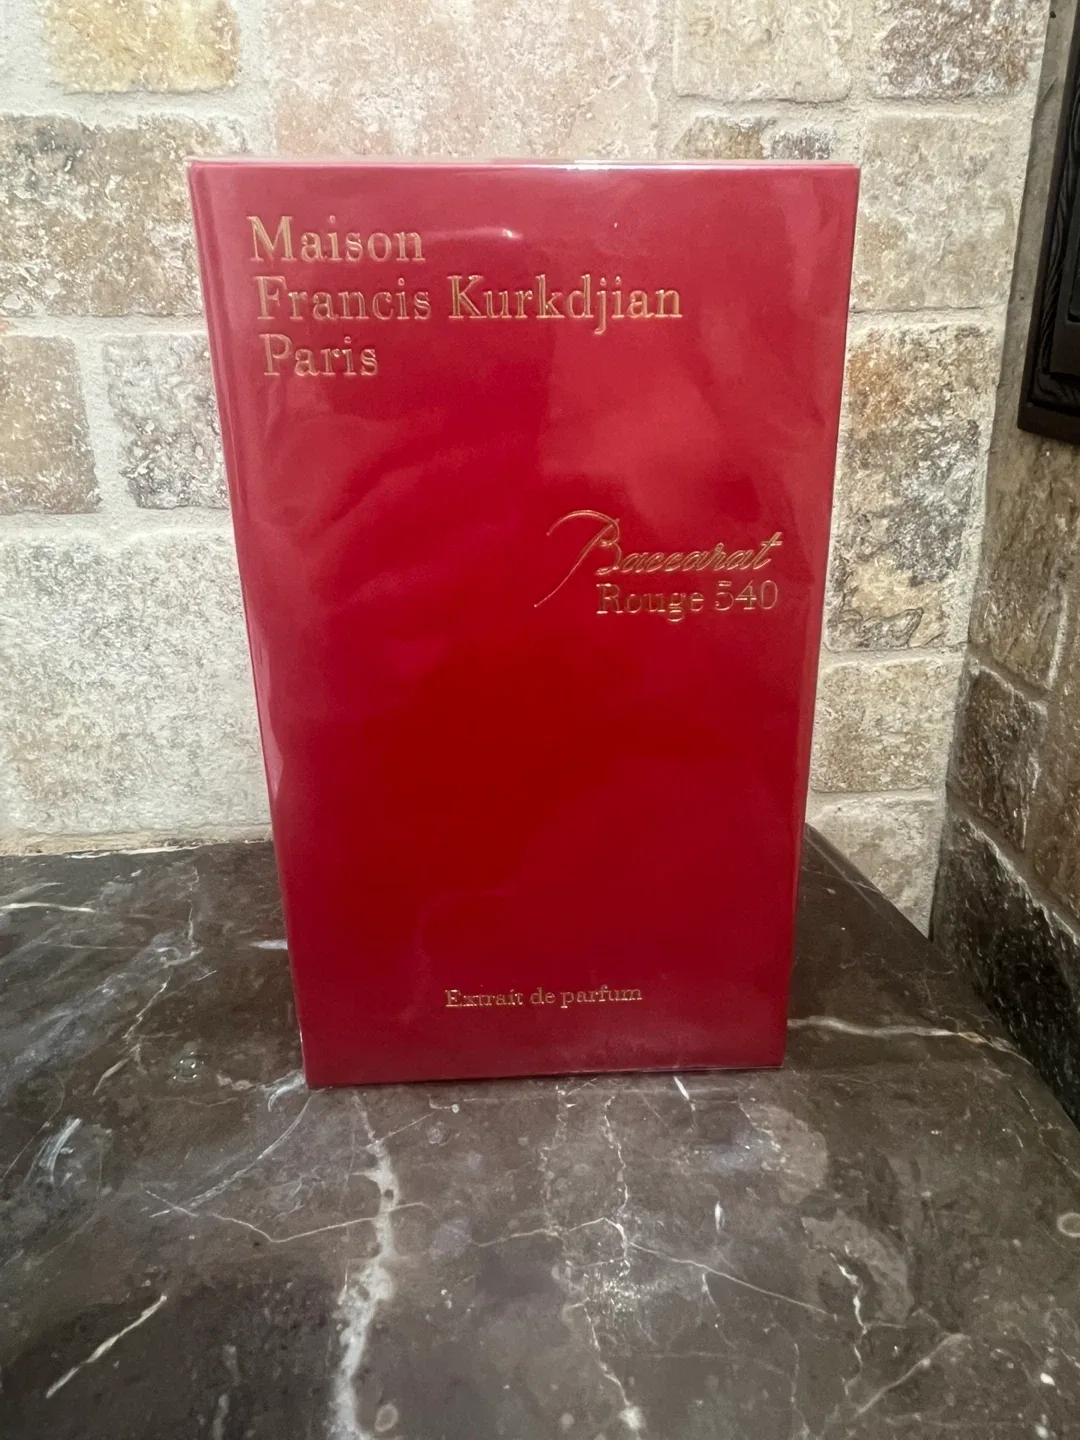 Maison
Francis Kurkdjian
Paris
Baccarat
Rouge 540
Extrait de parfum